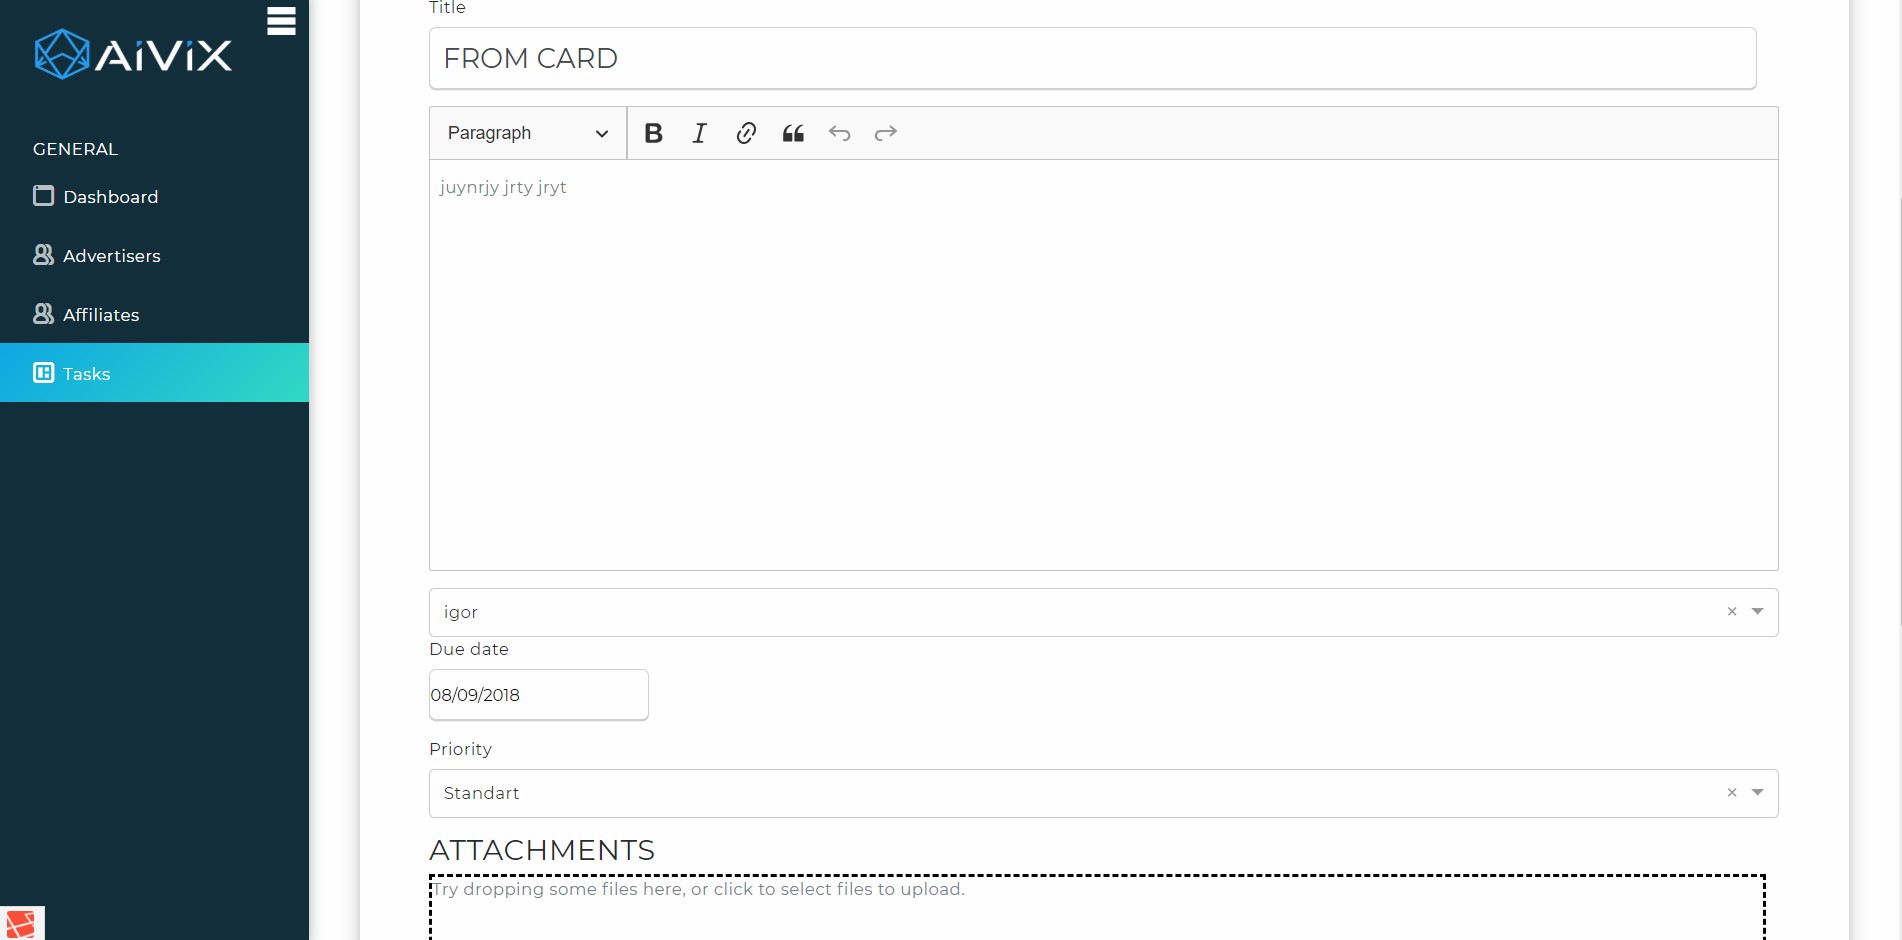 AiViX
GENERAL
Dashboard
Advertisers
Affiliates
Tasks
Title
FROM CARD
Paragraph
juynrjy jrty jryt
igor
Due date
08/09/2018
Priority
Standart
ATTACHMENTS
Try dropping some files here, or click to select files to upload.